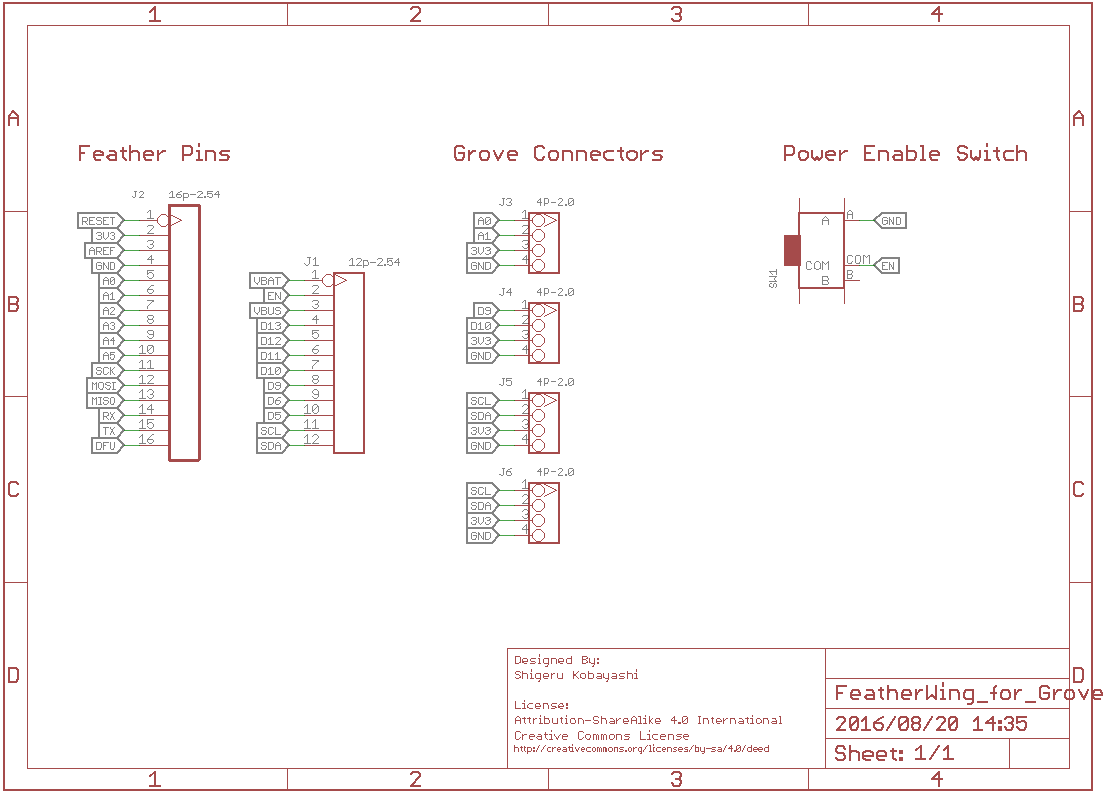 1 2 3 4
A A
Feather Pins Grove Connectors Power Enable Switch
J2 16p-2.54
RESET 1
3V3 2
AREF 3
GND 4
A0 5
A1 6
A2 7
A3 8
A4 9
A5 10
SCK 11
MOSI 12
MISO 13
RX 14
TX 15
DFU 16
J1 12p-2.54
VBAT 1
EN 2
VBUS 3
D13 4
D12 5
D11 6
D10 7
D9 8
D6 9
D5 10
SCL 11
SDA 12
J3 4P-2.0
A0 1
A1 2
3V3 3
GND 4
J4 4P-2.0
D9 1
D10 2
3V3 3
GND 4
J5 4P-2.0
SCL 1
SDA 2
3V3 3
GND 4
J6 4P-2.0
SCL 1
SDA 2
3V3 3
GND 4
A A GND
COM COM EN
B B
SW1
B B
C C
D D
Designed By:
Shigeru Kobayashi
License:
Attribution-ShareAlike 4.0 International
Creative Commons License
http://creativecommons.org/licenses/by-sa/4.0/deed
FeatherWing_for_Grove
2016/08/20 14:35
Sheet: 1/1
1 2 3 4